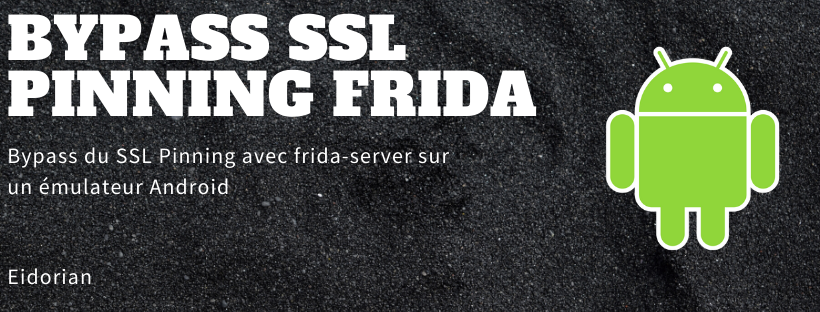 BYPASS SSL
PINNING FRIDA
Bypass du SSL Pinning avec frida-server sur
un émulateur Android
Eidorian